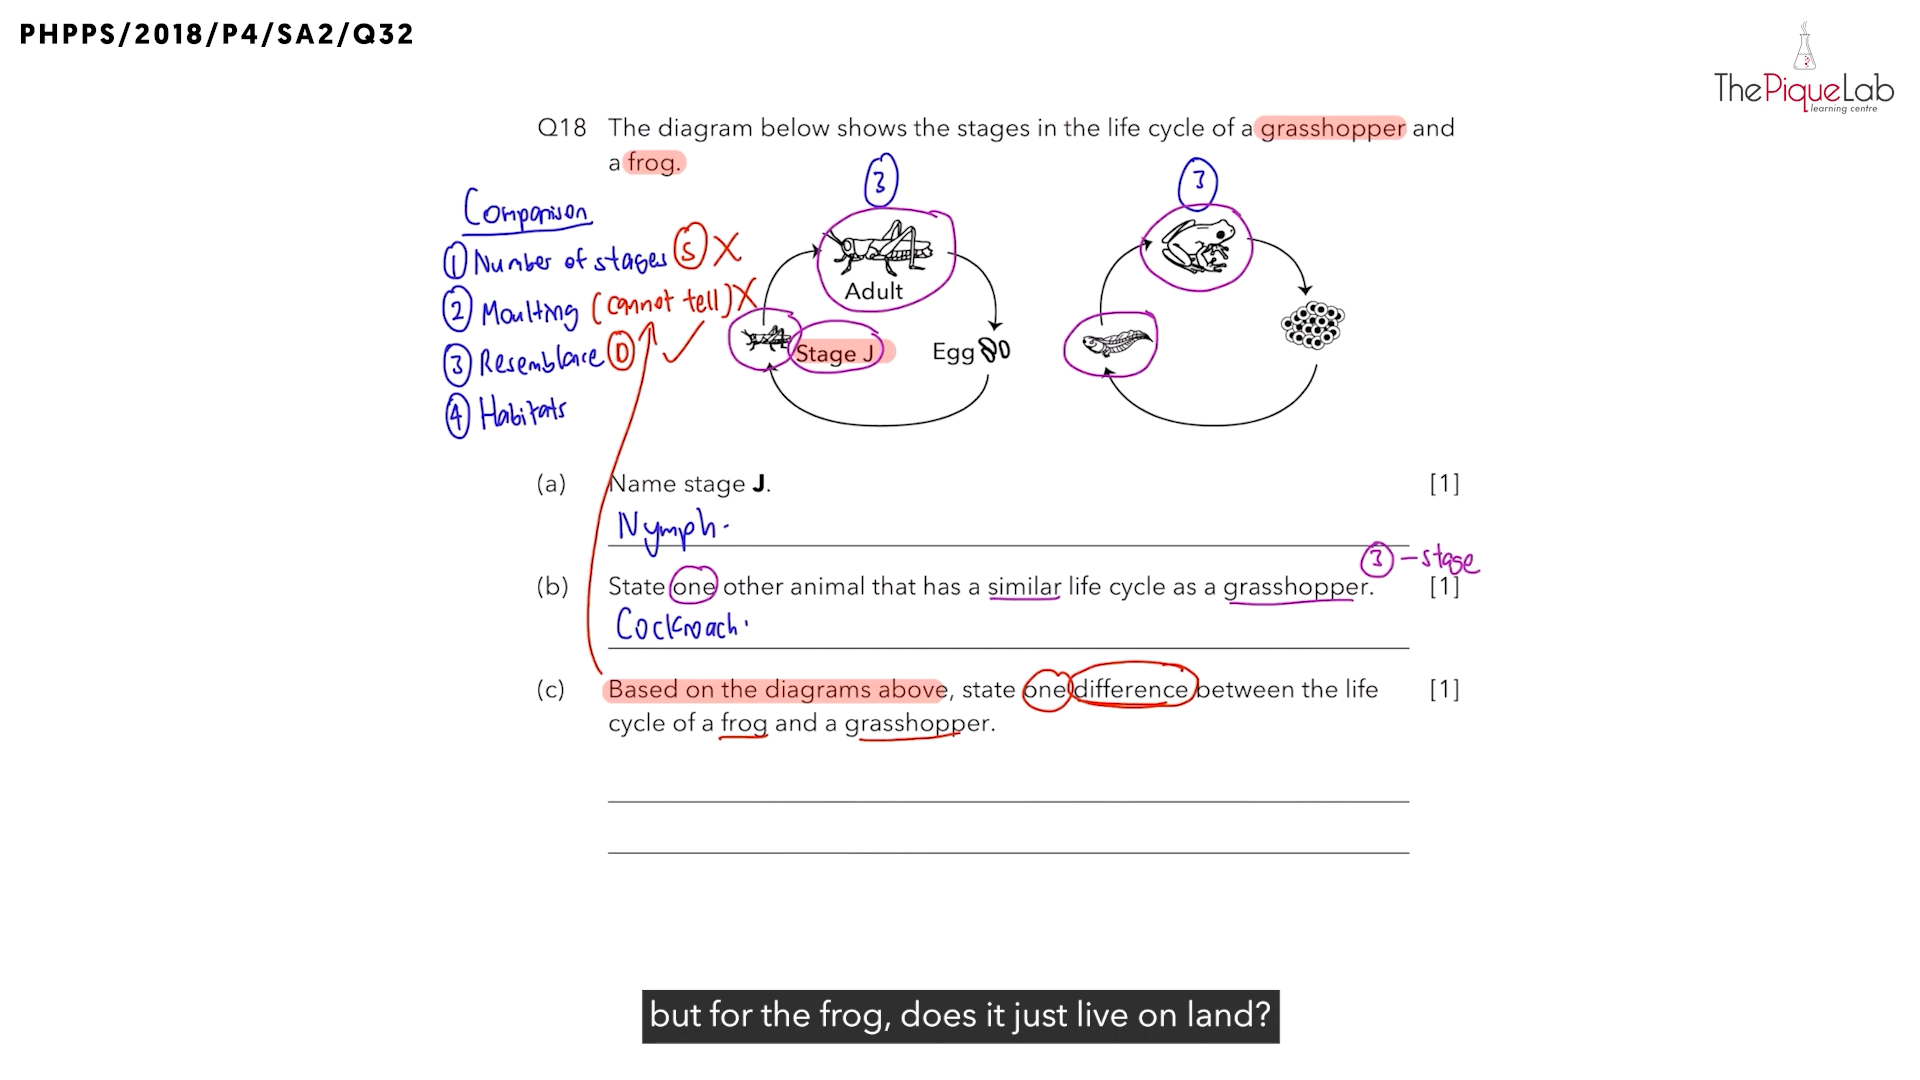 PHPPS/2018/P4/SA2/Q32
ThePiqueLab
learning centre
Q18 The diagram below shows the stages in the life cycle of a grasshopper and
a frog.
3
3
Comparison
1 Number of stages S X
2 Moulting (cannot tell) X
3 Resemblance D ✓
4 Habitats
Adult
Stage J
Egg
(a) Name stage J. [1]
Nymph.
3 - stage
(b) State one other animal that has a similar life cycle as a grasshopper. [1]
Cockroach.
(c) Based on the diagrams above, state one difference between the life [1]
cycle of a frog and a grasshopper.
but for the frog, does it just live on land?